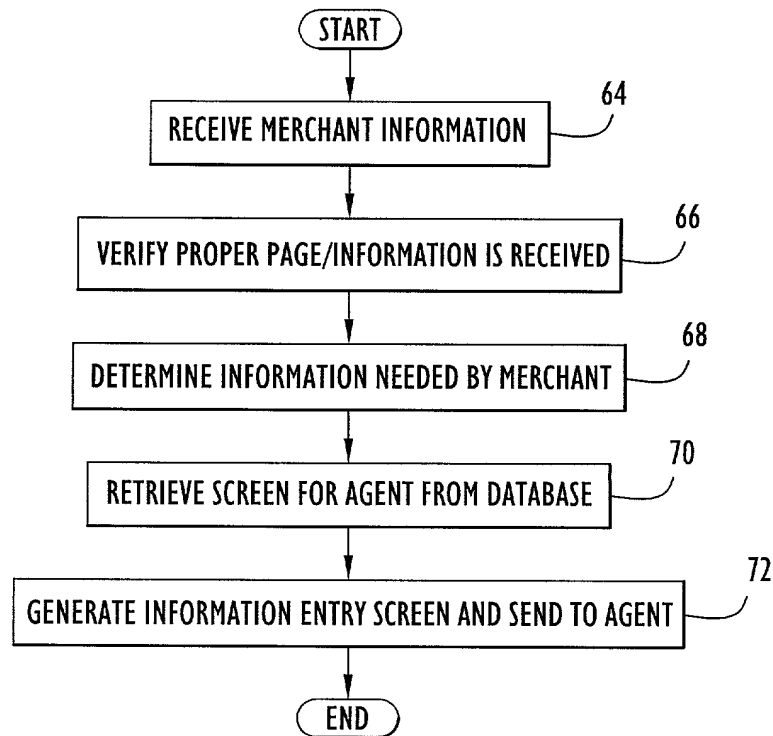 START
64
RECEIVE MERCHANT INFORMATION
66
VERIFY PROPER PAGE/INFORMATION IS RECEIVED
68
DETERMINE INFORMATION NEEDED BY MERCHANT
70
RETRIEVE SCREEN FOR AGENT FROM DATABASE
72
GENERATE INFORMATION ENTRY SCREEN AND SEND TO AGENT
END